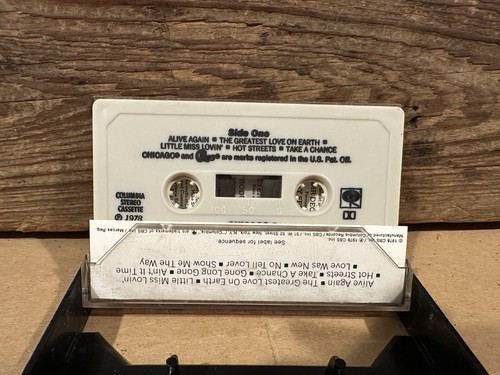 Side One
ALIVE AGAIN ■ THE GREATEST LOVE ON EARTH ■
LITTLE MISS LOVIN' ■ HOT STREETS ■ TAKE A CHANCE
CHICAGO® and Chicago® are marks registered in the U.S. Pat. Off.
COLUMBIA
STEREO
CASSETTE
℗ 1978
100 50
Alive Again ■ The Greatest Love On Earth ■ Little Miss Lovin'
Hot Streets ■ Take A Chance ■ Gone Long Gone ■ Ain't It Time
■ Love Was New ■ No Tell Lover ■ Show Me The Way
See label for sequence.